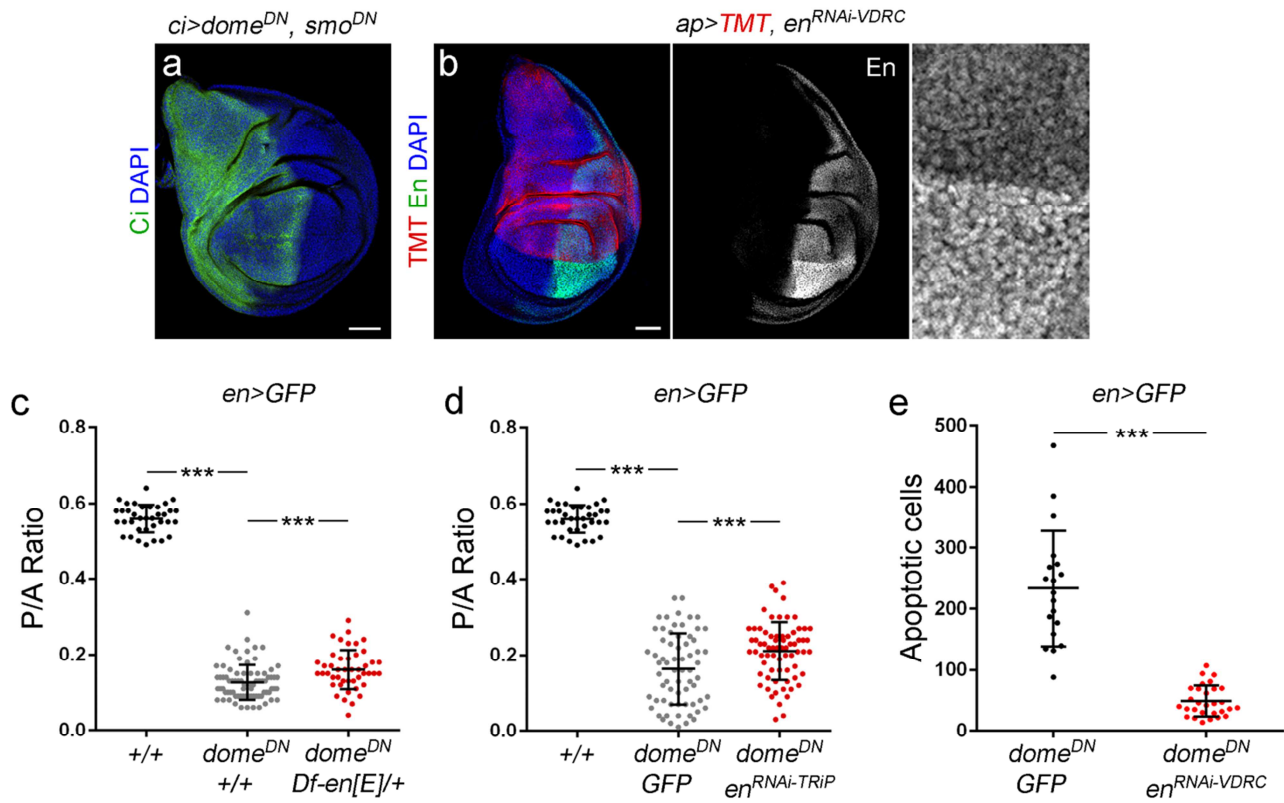 ci>dome^DN, smo^DN
ap>TMT, en^RNAi-VDRC
a
b
En
Ci DAPI
TMT En DAPI
c
en>GFP
P/A Ratio
0.8
0.6
0.4
0.2
0.0
***
***
+/+
dome^DN
+/+
dome^DN
Df-en[E]/+
d
en>GFP
P/A Ratio
0.8
0.6
0.4
0.2
0.0
***
***
+/+
dome^DN
GFP
dome^DN
en^RNAi-TRiP
e
en>GFP
Apoptotic cells
500
400
300
200
100
0
***
dome^DN
GFP
dome^DN
en^RNAi-VDRC